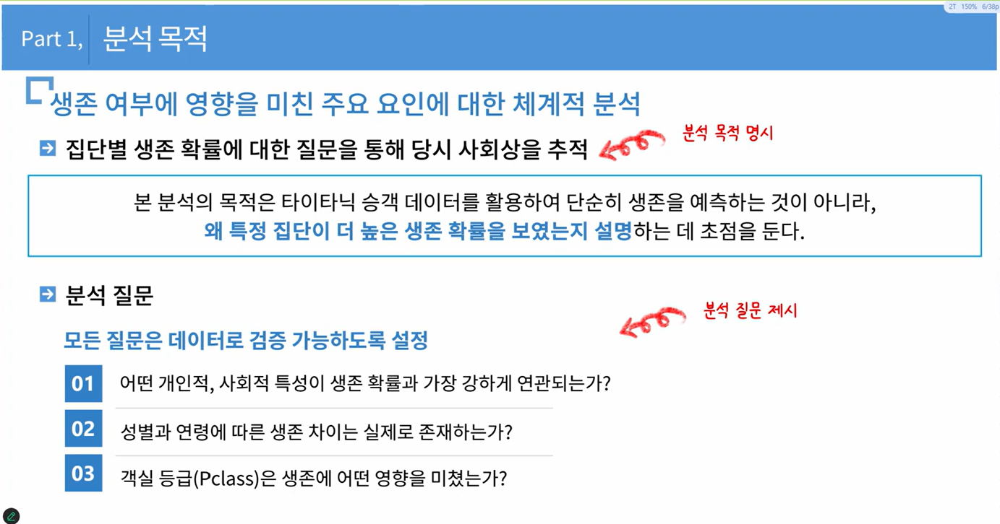 2T 150% 6/38p
Part 1, 분석 목적
생존 여부에 영향을 미친 주요 요인에 대한 체계적 분석
집단별 생존 확률에 대한 질문을 통해 당시 사회상을 추적
분석 목적 명시
본 분석의 목적은 타이타닉 승객 데이터를 활용하여 단순히 생존을 예측하는 것이 아니라,
왜 특정 집단이 더 높은 생존 확률을 보였는지 설명하는 데 초점을 둔다.
분석 질문
분석 질문 제시
모든 질문은 데이터로 검증 가능하도록 설정
01 어떤 개인적, 사회적 특성이 생존 확률과 가장 강하게 연관되는가?
02 성별과 연령에 따른 생존 차이는 실제로 존재하는가?
03 객실 등급(Pclass)은 생존에 어떤 영향을 미쳤는가?